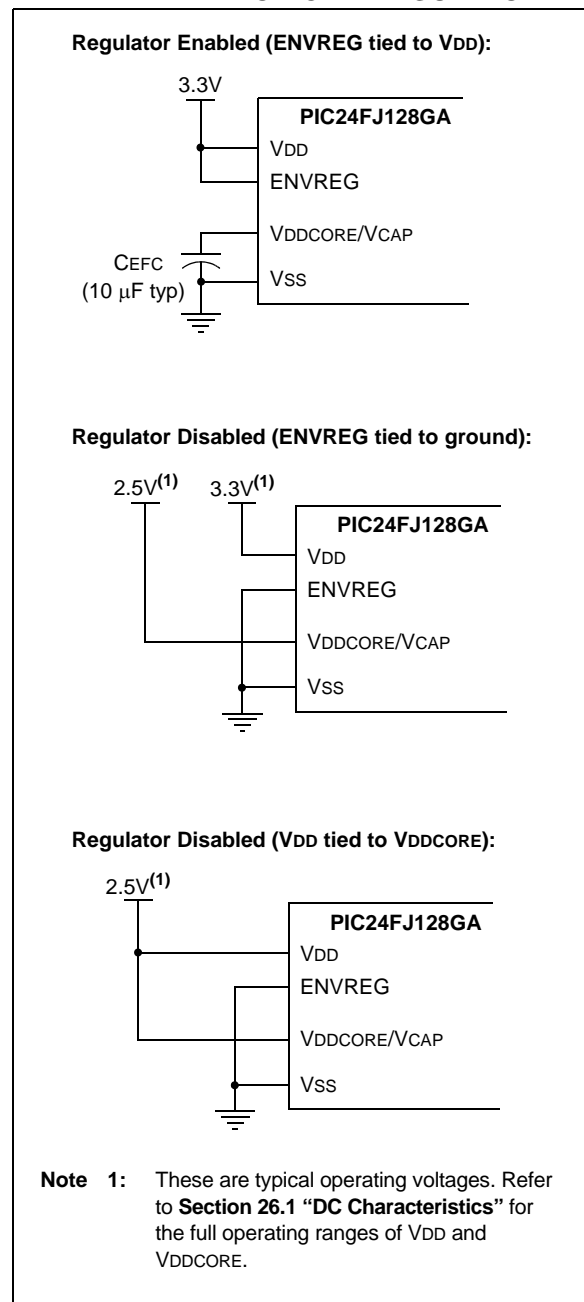 Regulator Enabled (ENVREG tied to VDD):
3.3V
PIC24FJ128GA
VDD
ENVREG
VDDCORE/VCAP
CEFC
(10 μF typ)
VSS
Regulator Disabled (ENVREG tied to ground):
2.5V(1) 3.3V(1)
PIC24FJ128GA
VDD
ENVREG
VDDCORE/VCAP
VSS
Regulator Disabled (VDD tied to VDDCORE):
2.5V(1)
PIC24FJ128GA
VDD
ENVREG
VDDCORE/VCAP
VSS
Note 1: These are typical operating voltages. Refer
to Section 26.1 “DC Characteristics” for
the full operating ranges of VDD and
VDDCORE.